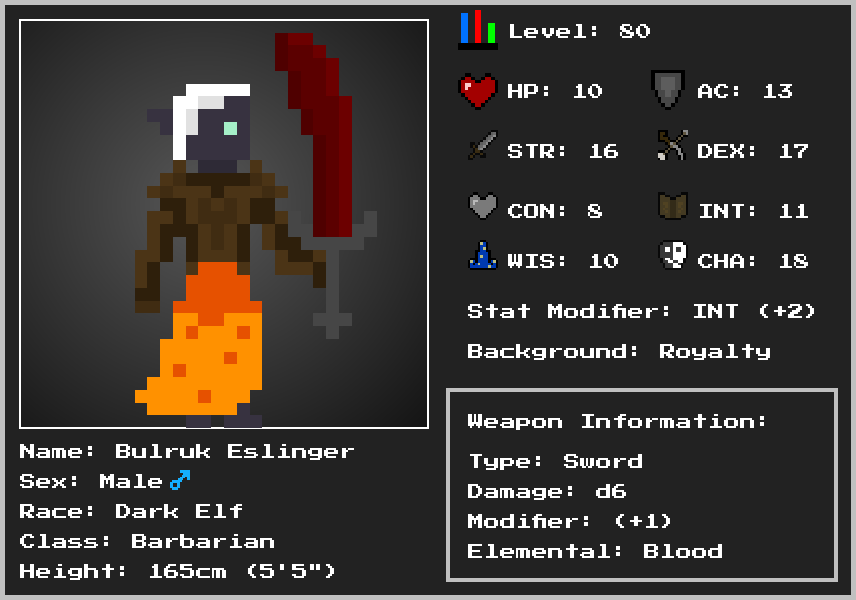 Level: 80
HP: 10
AC: 13
STR: 16
DEX: 17
CON: 8
INT: 11
WIS: 10
CHA: 18
Stat Modifier: INT (+2)
Background: Royalty
Weapon Information:
Type: Sword
Damage: d6
Modifier: (+1)
Elemental: Blood
Name: Bulruk Eslinger
Sex: Male♂
Race: Dark Elf
Class: Barbarian
Height: 165cm (5'5")